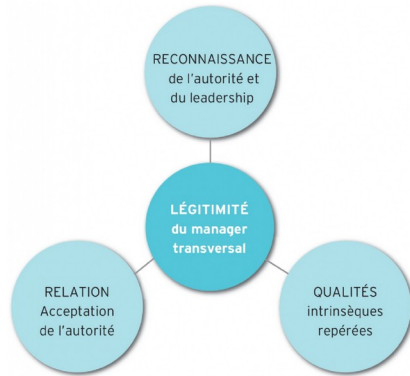 RECONNAISSANCE
de l'autorité et
du leadership
LÉGITIMITÉ
du manager
transversal
RELATION
Acceptation
de l'autorité
QUALITÉS
intrinsèques
repérées